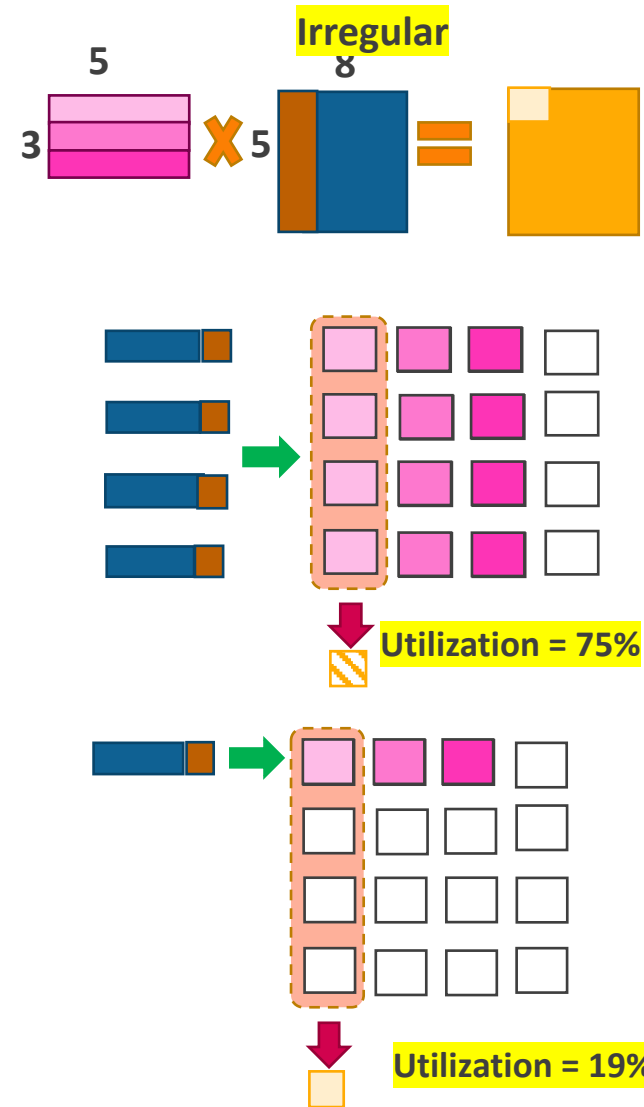 Irregular
5
8
3
5
Utilization = 75%
Utilization = 19%